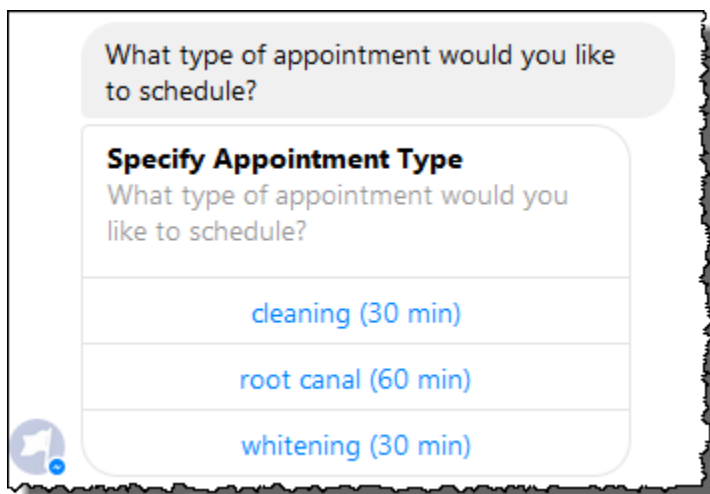 What type of appointment would you like
to schedule?
Specify Appointment Type
What type of appointment would you
like to schedule?
cleaning (30 min)
root canal (60 min)
whitening (30 min)